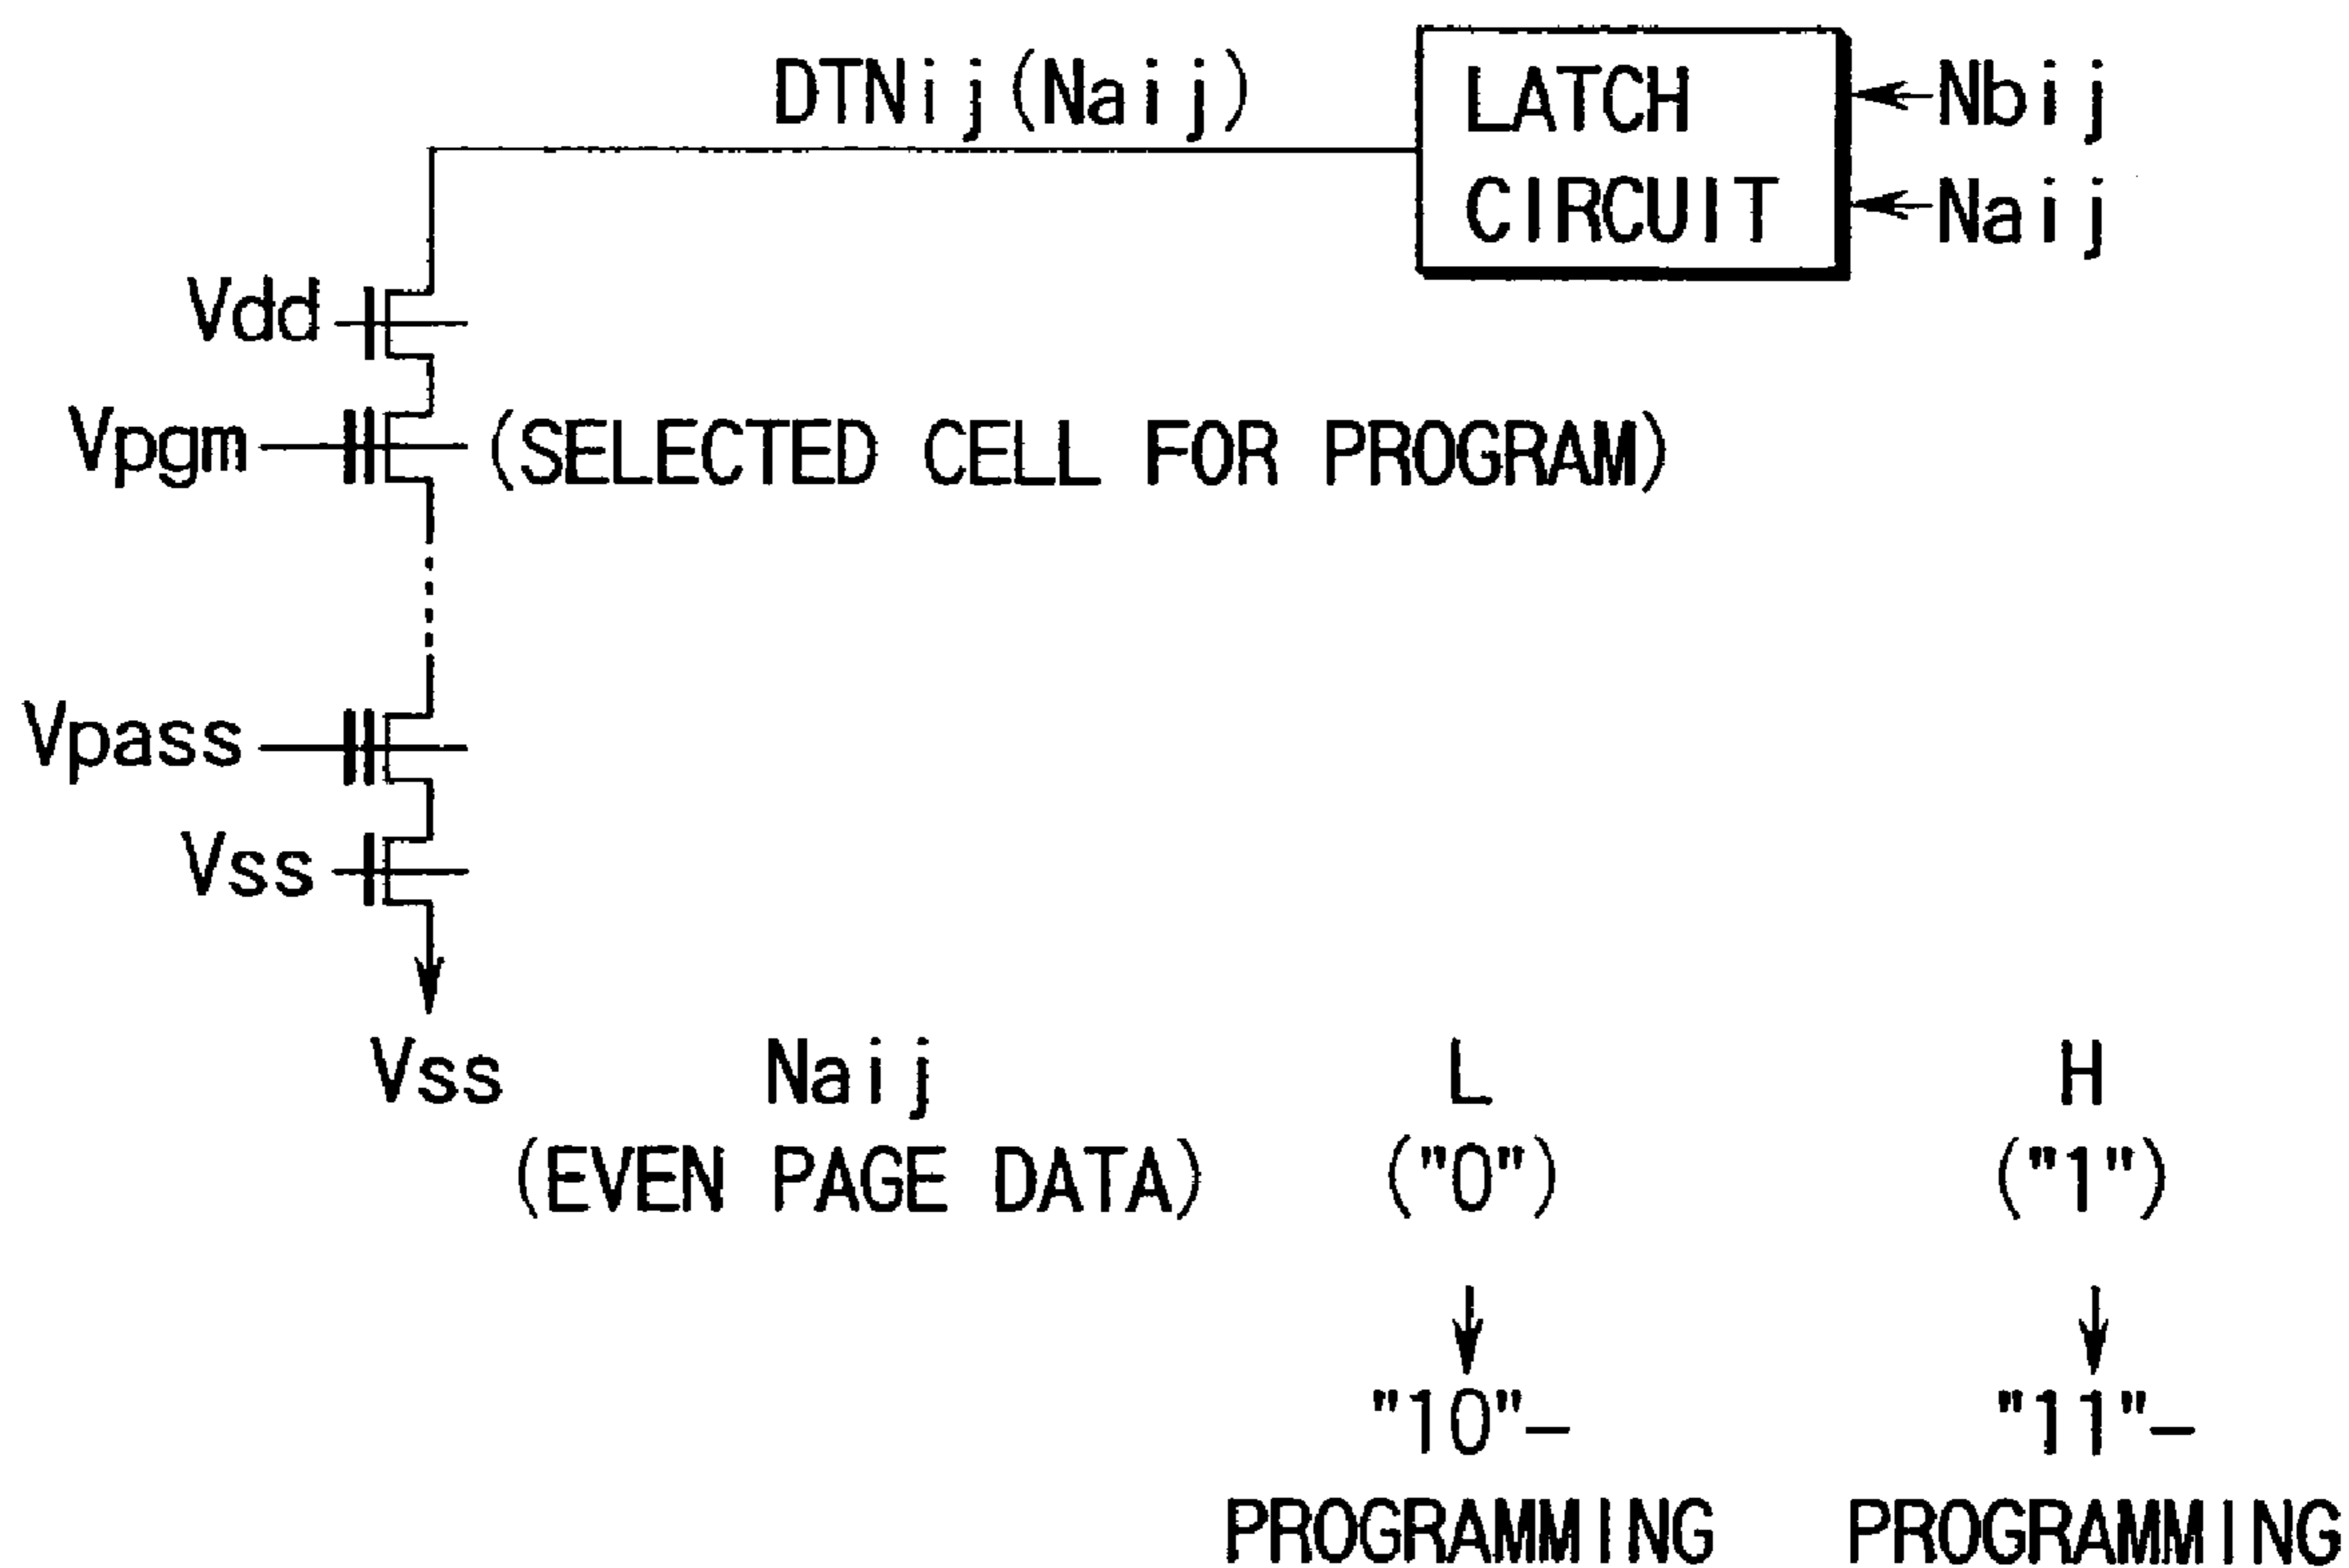 DTNij(Naij)
LATCH
CIRCUIT
Nbij
Naij
Vdd
Vpgm
(SELECTED CELL FOR PROGRAM)
Vpass
Vss
Vss
Naij L H
(EVEN PAGE DATA) ("0") ("1")
"10"– "11"–
PROGRAMMING PROGRAMMING